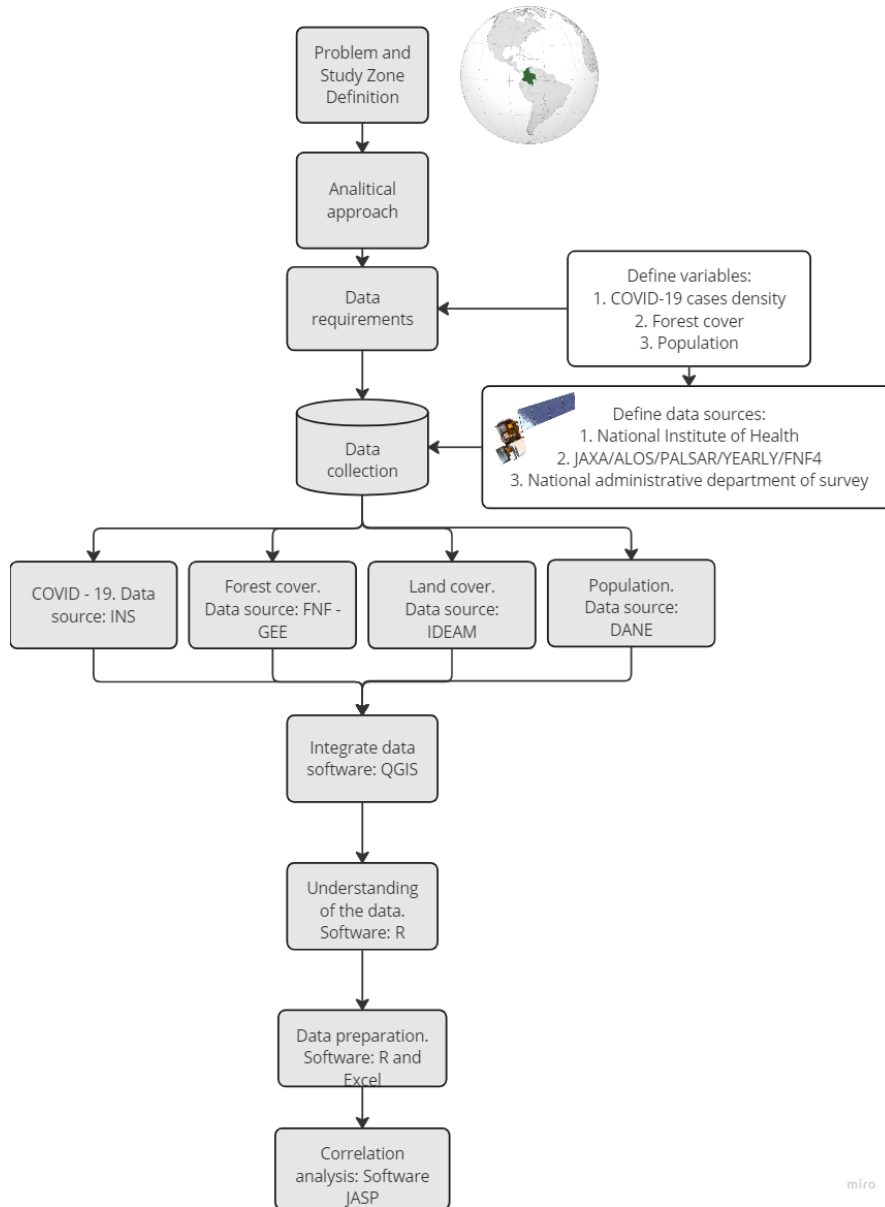 Problem and
Study Zone
Definition
Analitical
approach
Data
requirements
Define variables:
1. COVID-19 cases density
2. Forest cover
3. Population
Define data sources:
1. National Institute of Health
2. JAXA/ALOS/PALSAR/YEARLY/FNF4
3. National administrative department of survey
Data
collection
COVID - 19. Data
source: INS
Forest cover.
Data source: FNF -
GEE
Land cover.
Data source:
IDEAM
Population.
Data source:
DANE
Integrate data
software: QGIS
Understanding
of the data.
Software: R
Data preparation.
Software: R and
Excel
Correlation
analysis: Software
JASP
miro